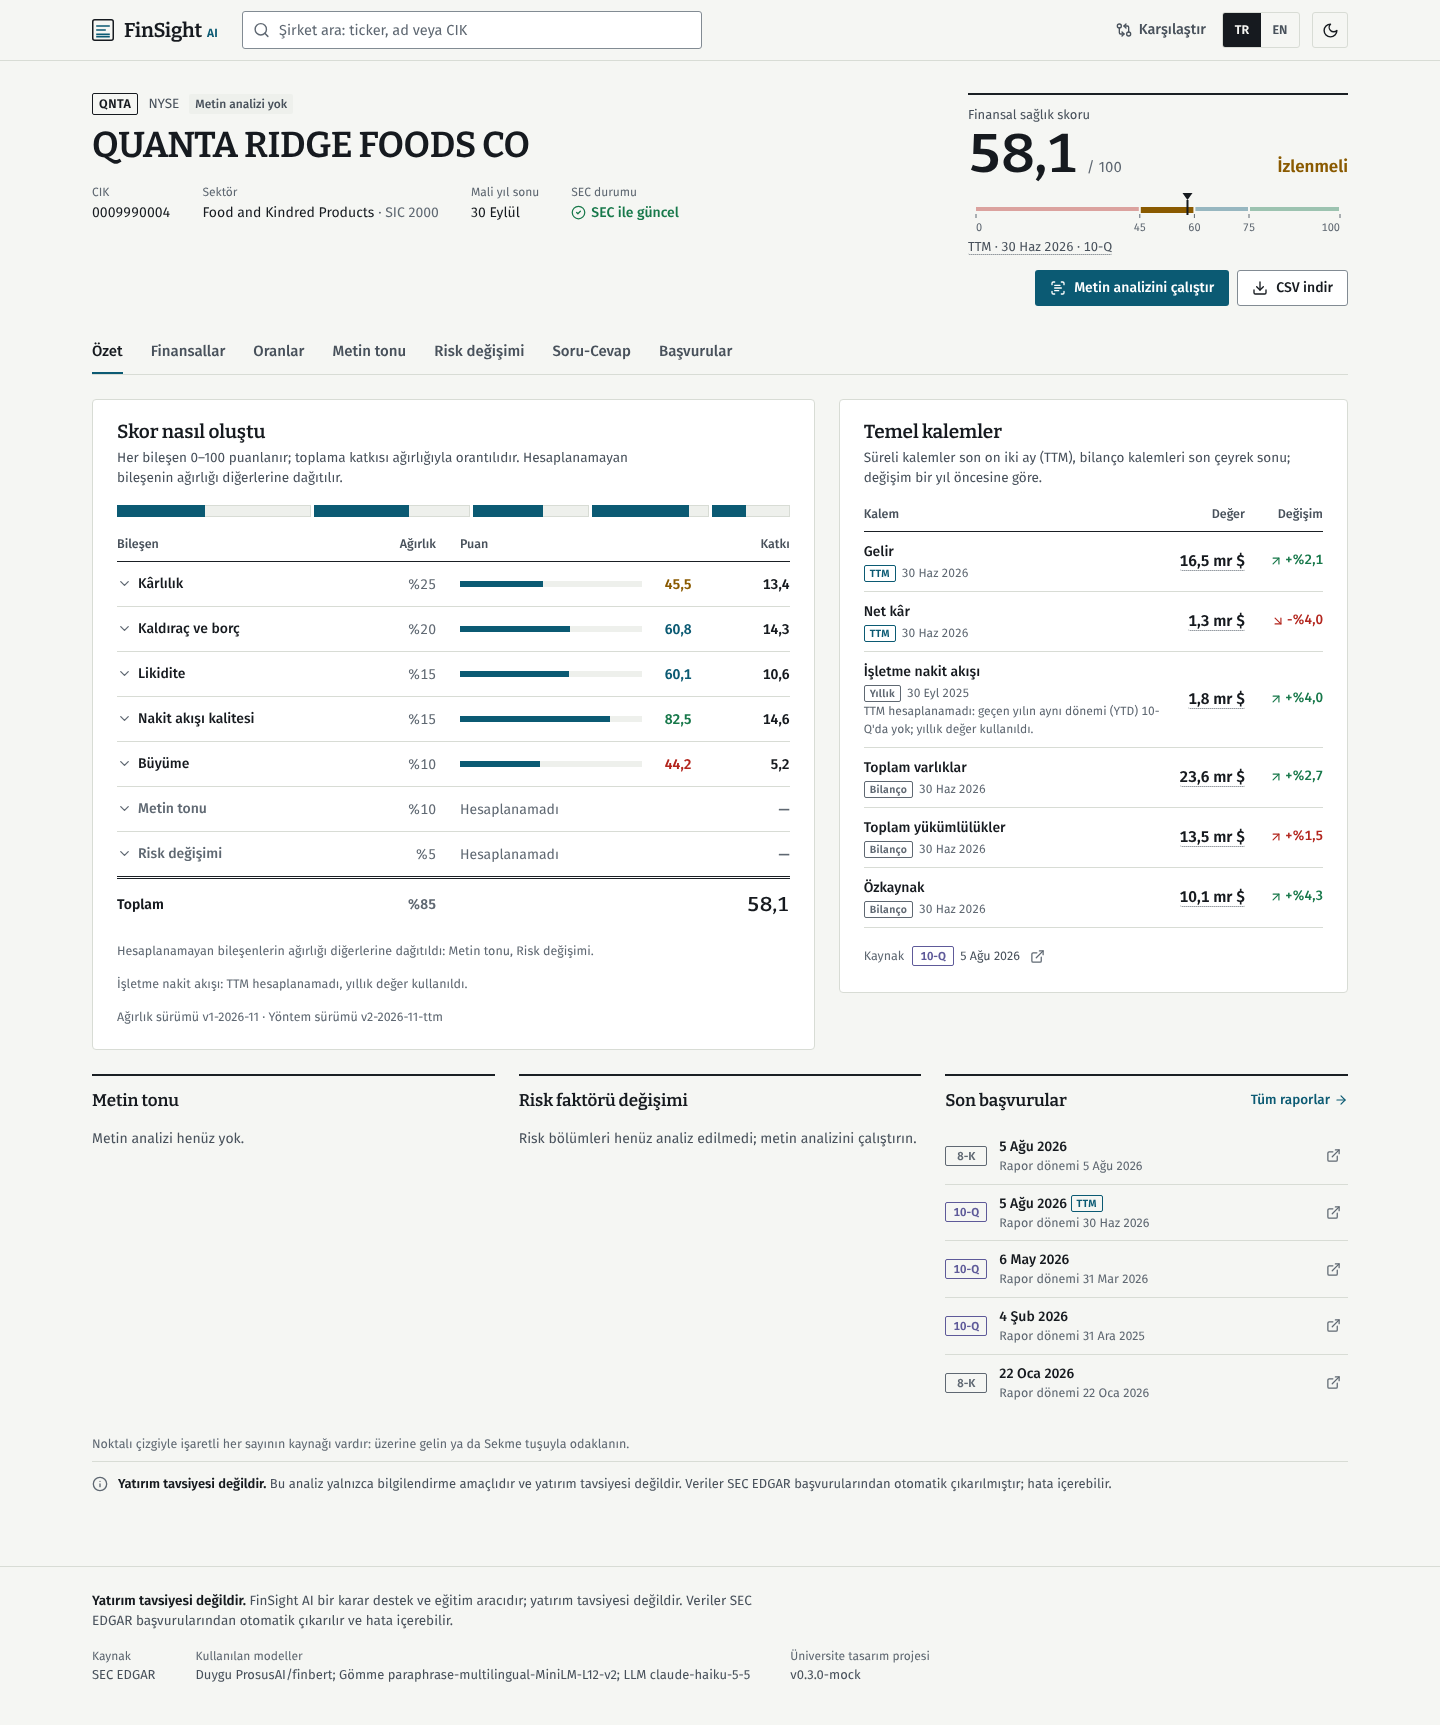 FinSight AI
Şirket ara: ticker, ad veya CIK
Karşılaştır
TR EN
QNTA NYSE Metin analizi yok
QUANTA RIDGE FOODS CO
CIK
0009990004
Sektör
Food and Kindred Products · SIC 2000
Mali yıl sonu
30 Eylül
SEC durumu
SEC ile güncel
Finansal sağlık skoru
58,1 / 100
İzlenmeli
0 45 60 75 100
TTM · 30 Haz 2026 · 10-Q
Metin analizini çalıştır
CSV indir
Özet Finansallar Oranlar Metin tonu Risk değişimi Soru-Cevap Başvurular
Skor nasıl oluştu
Her bileşen 0–100 puanlanır; toplama katkısı ağırlığıyla orantılıdır. Hesaplanamayan
bileşenin ağırlığı diğerlerine dağıtılır.
Bileşen Ağırlık Puan Katkı
Kârlılık %25 45,5 13,4
Kaldıraç ve borç %20 60,8 14,3
Likidite %15 60,1 10,6
Nakit akışı kalitesi %15 82,5 14,6
Büyüme %10 44,2 5,2
Metin tonu %10 Hesaplanamadı —
Risk değişimi %5 Hesaplanamadı —
Toplam %85 58,1
Hesaplanamayan bileşenlerin ağırlığı diğerlerine dağıtıldı: Metin tonu, Risk değişimi.
İşletme nakit akışı: TTM hesaplanamadı, yıllık değer kullanıldı.
Ağırlık sürümü v1-2026-11 · Yöntem sürümü v2-2026-11-ttm
Temel kalemler
Süreli kalemler son on iki ay (TTM), bilanço kalemleri son çeyrek sonu;
değişim bir yıl öncesine göre.
Kalem Değer Değişim
Gelir
TTM 30 Haz 2026
16,5 mr $ +%2,1
Net kâr
TTM 30 Haz 2026
1,3 mr $ -%4,0
İşletme nakit akışı
Yıllık 30 Eyl 2025
TTM hesaplanamadı: geçen yılın aynı dönemi (YTD) 10-
Q'da yok; yıllık değer kullanıldı.
1,8 mr $ +%4,0
Toplam varlıklar
Bilanço 30 Haz 2026
23,6 mr $ +%2,7
Toplam yükümlülükler
Bilanço 30 Haz 2026
13,5 mr $ +%1,5
Özkaynak
Bilanço 30 Haz 2026
10,1 mr $ +%4,3
Kaynak 10-Q 5 Ağu 2026
Metin tonu
Metin analizi henüz yok.
Risk faktörü değişimi
Risk bölümleri henüz analiz edilmedi; metin analizini çalıştırın.
Son başvurular
Tüm raporlar
8-K 5 Ağu 2026
Rapor dönemi 5 Ağu 2026
10-Q 5 Ağu 2026 TTM
Rapor dönemi 30 Haz 2026
10-Q 6 May 2026
Rapor dönemi 31 Mar 2026
10-Q 4 Şub 2026
Rapor dönemi 31 Ara 2025
8-K 22 Oca 2026
Rapor dönemi 22 Oca 2026
Noktalı çizgiyle işaretli her sayının kaynağı vardır: üzerine gelin ya da Sekme tuşuyla odaklanın.
Yatırım tavsiyesi değildir. Bu analiz yalnızca bilgilendirme amaçlıdır ve yatırım tavsiyesi değildir. Veriler SEC EDGAR başvurularından otomatik çıkarılmıştır; hata içerebilir.
Yatırım tavsiyesi değildir. FinSight AI bir karar destek ve eğitim aracıdır; yatırım tavsiyesi değildir. Veriler SEC
EDGAR başvurularından otomatik çıkarılır ve hata içerebilir.
Kaynak
SEC EDGAR
Kullanılan modeller
Duygu ProsusAI/finbert; Gömme paraphrase-multilingual-MiniLM-L12-v2; LLM claude-haiku-5-5
Üniversite tasarım projesi
v0.3.0-mock